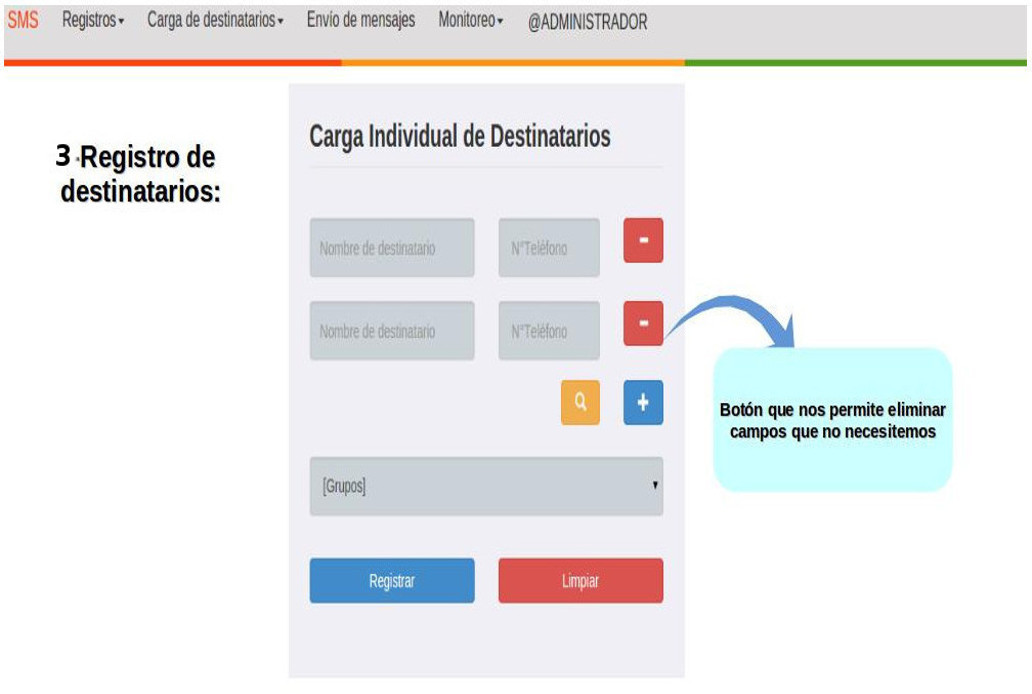 SMS Registros Carga de destinatarios Envío de mensajes Monitoreo @ADMINISTRADOR
3 Registro de
destinatarios:
Carga Individual de Destinatarios
Nombre de destinatario N°Teléfono
Nombre de destinatario N°Teléfono
Botón que nos permite eliminar
campos que no necesitemos
[Grupos]
Registrar Limpiar